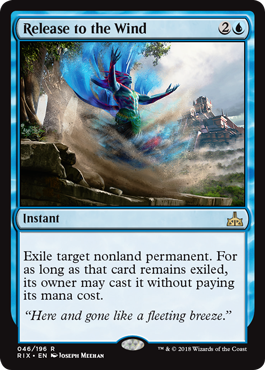 Release to the Wind 2
Instant
Exile target nonland permanent. For
as long as that card remains exiled,
its owner may cast it without paying
its mana cost.
“Here and gone like a fleeting breeze.”
046/196 R
RIX • EN Joseph Meehan
™ & © 2018 Wizards of the Coast